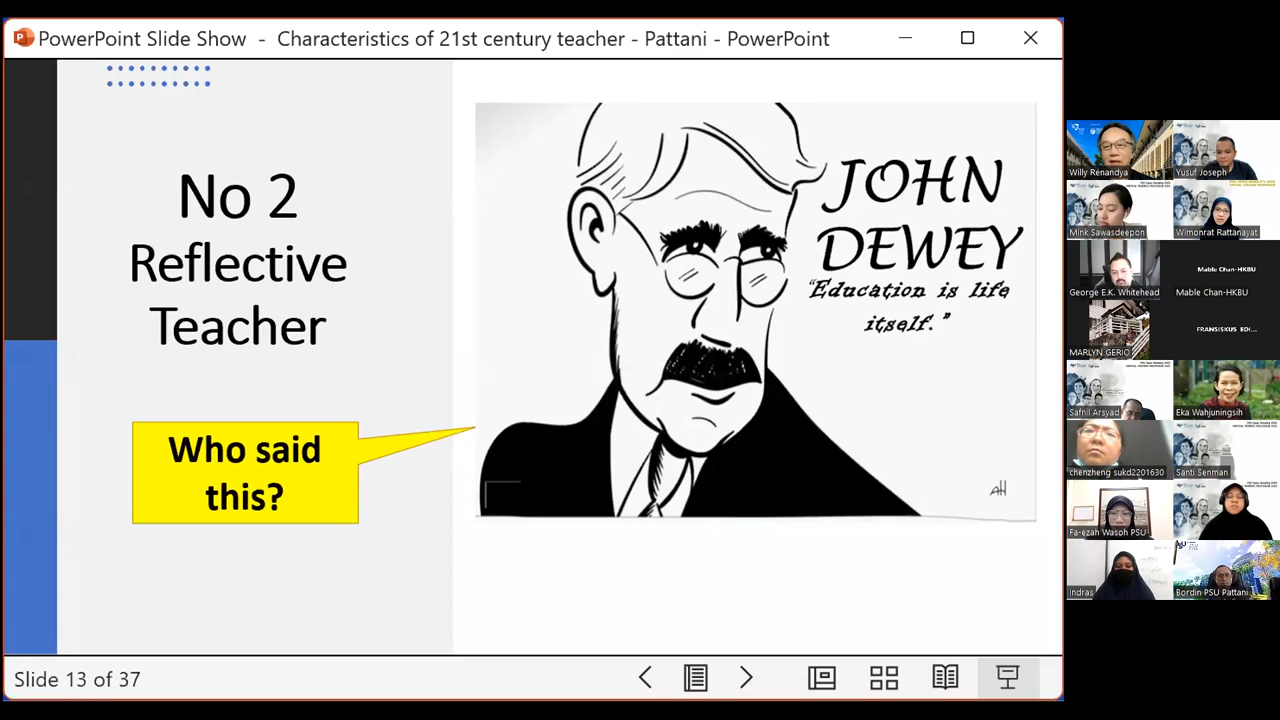 PowerPoint Slide Show - Characteristics of 21st century teacher - Pattani - PowerPoint
No 2
Reflective
Teacher
Who said
this?
JOHN
DEWEY
"Education is life
itself."
AH
Slide 13 of 37
Willy Renandya
Yusuf Joseph
Mink Sawasdeepon
Wimonrat Rattanayat
George E.K. Whitehead
Mable Chan-HKBU
Mable Chan-HKBU
MARLYN GERIO
FRANSISKUS EDI...
Safnil Arsyad
Eka Wahjuningsih
chenzheng sukd2201630
Santi Senman
Fa-ezah Wasoh PSU
Indras
Bordin PSU Pattani